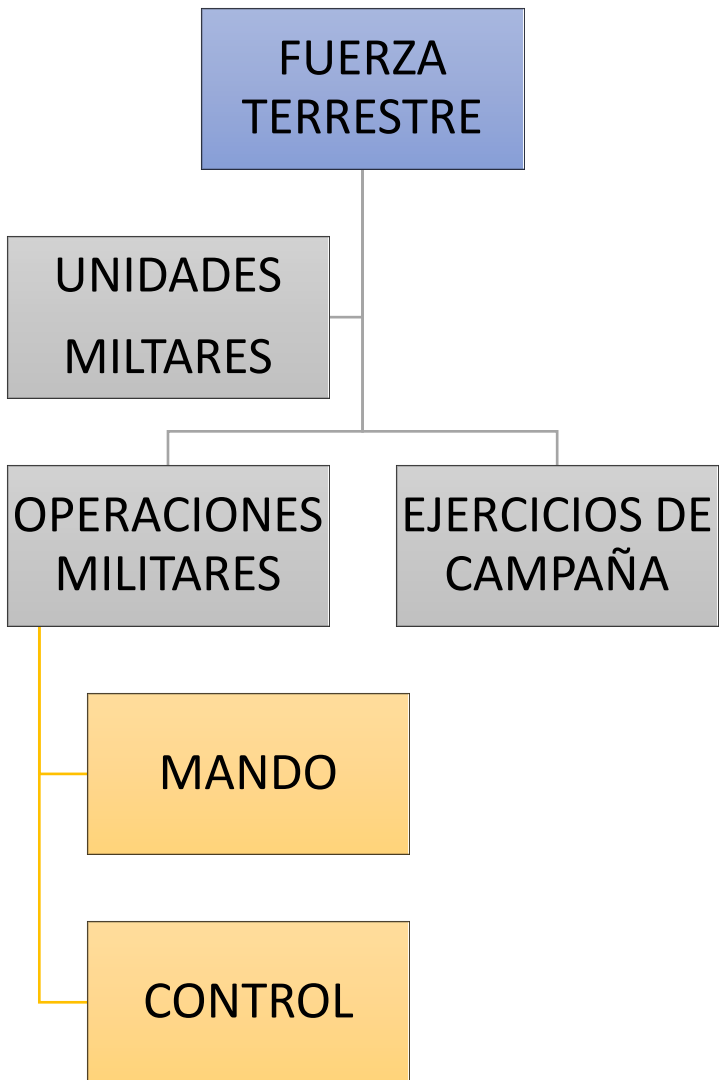 FUERZA
TERRESTRE
UNIDADES
MILTARES
OPERACIONES
MILITARES
EJERCICIOS DE
CAMPAÑA
MANDO
CONTROL